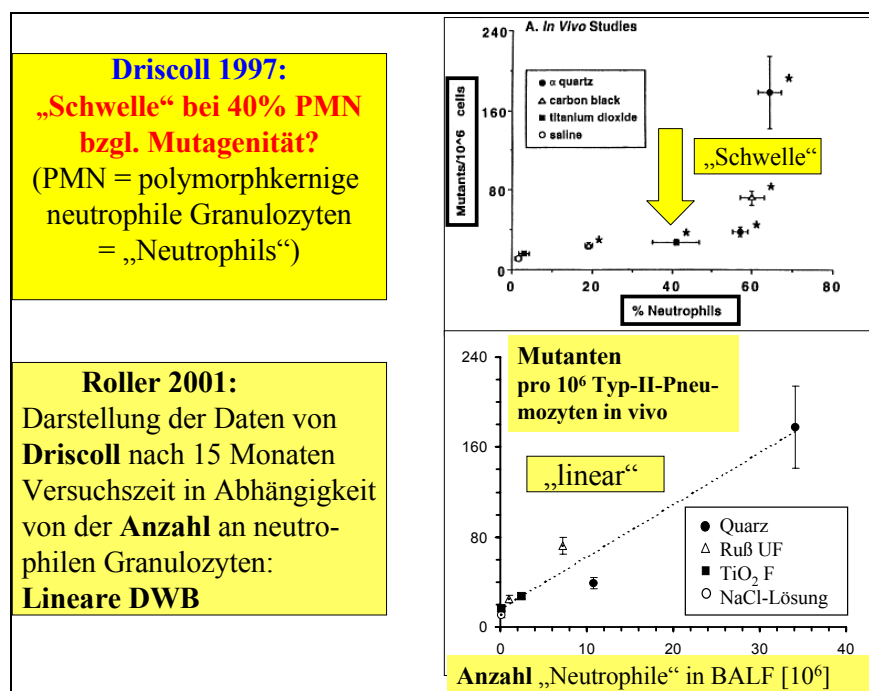 Driscoll 1997:
„Schwelle“ bei 40% PMN
bzgl. Mutagenität?
(PMN = polymorphkernige
neutrophile Granulozyten
= „Neutrophils“)
A. In Vivo Studies
240
160
80
0
Mutants/10^6 cells
α quartz
carbon black
titanium dioxide
saline
„Schwelle“
*
*
*
*
*
0
20
40
60
80
% Neutrophils
Roller 2001:
Darstellung der Daten von
Driscoll nach 15 Monaten
Versuchszeit in Abhängigkeit
von der Anzahl an neutro-
philen Granulozyten:
Lineare DWB
Mutanten
pro 10⁶ Typ-II-Pneu-
mozyten in vivo
240
160
80
0
„linear“
Quarz
Ruß UF
TiO₂ F
NaCl-Lösung
0
10
20
30
40
Anzahl „Neutrophile“ in BALF [10⁶]